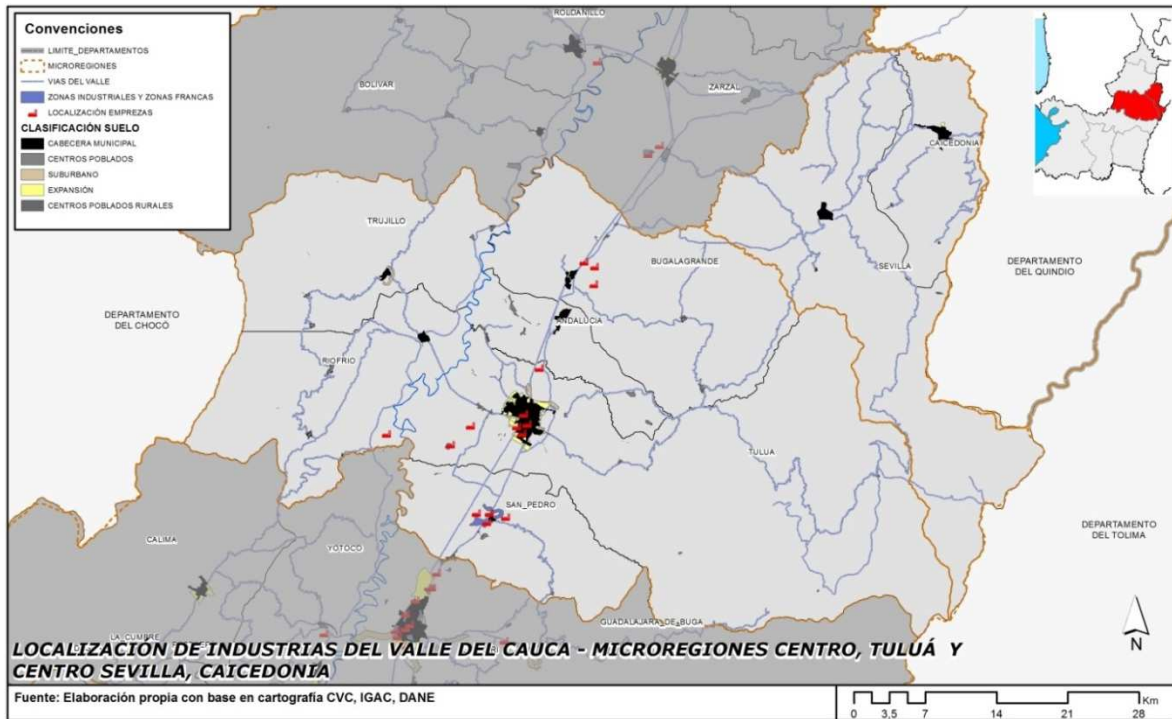 Convenciones
LIMITE_DEPARTAMENTOS
MICROREGIONES
VIAS DEL VALLE
ZONAS INDUSTRIALES Y ZONAS FRANCAS
LOCALIZACIÓN EMPREZAS
CLASIFICACIÓN SUELO
CABECERA MUNICIPAL
CENTROS POBLADOS
SUBURBANO
EXPANSIÓN
CENTROS POBLADOS RURALES
ROLDANILLO
BOLÍVAR
ZARZAL
CAICEDONIA
TRUJILLO
BUGALAGRANDE
SEVILLA
DEPARTAMENTO
DEL QUINDIO
DEPARTAMENTO
DEL CHOCÓ
ANDALUCÍA
RIOFRIO
TULUA
SAN_PEDRO
DEPARTAMENTO
DEL TOLIMA
CALIMA
YOTOCO
GUADALAJARA_DE_BUGA
LA_CUMBRE
LOCALIZACIÓN DE INDUSTRIAS DEL VALLE DEL CAUCA - MICROREGIONES CENTRO, TULUÁ Y
CENTRO SEVILLA, CAICEDONIA
N
Fuente: Elaboración propia con base en cartografía CVC, IGAC, DANE
Km
0 3,5 7 14 21 28